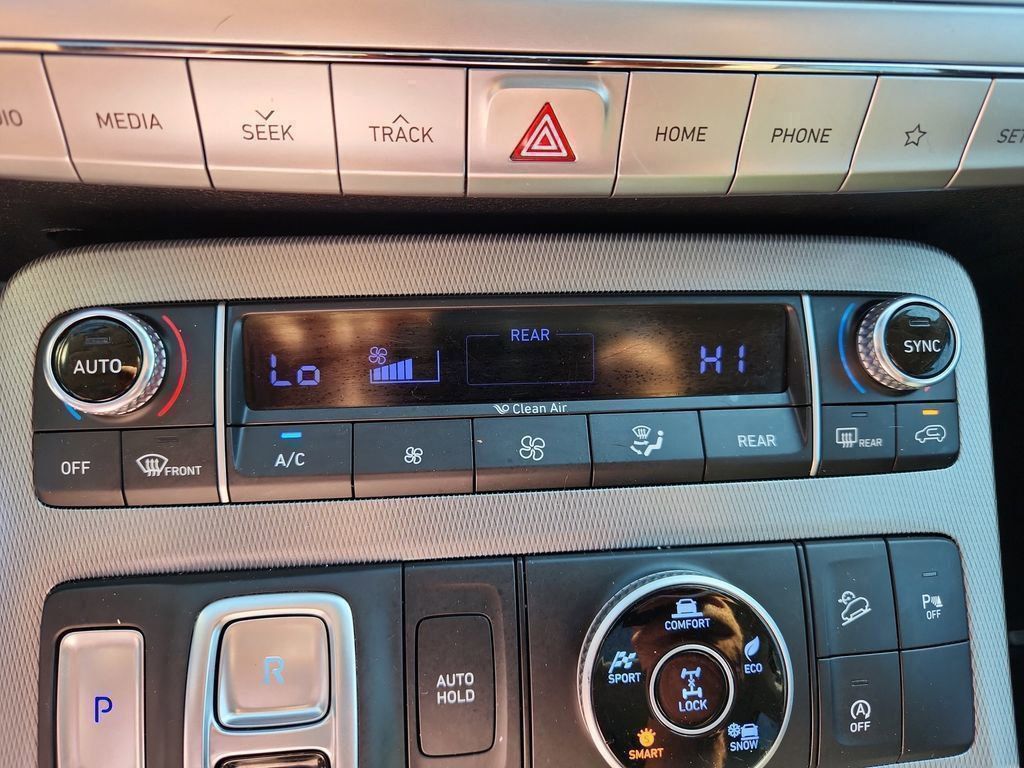 MEDIA
SEEK
TRACK
HOME
PHONE
AUTO
Lo
REAR
HI
SYNC
Clean Air
OFF
FRONT
A/C
REAR
REAR
P
R
AUTO
HOLD
COMFORT
SPORT
ECO
LOCK
SMART
SNOW
P
OFF
A
OFF